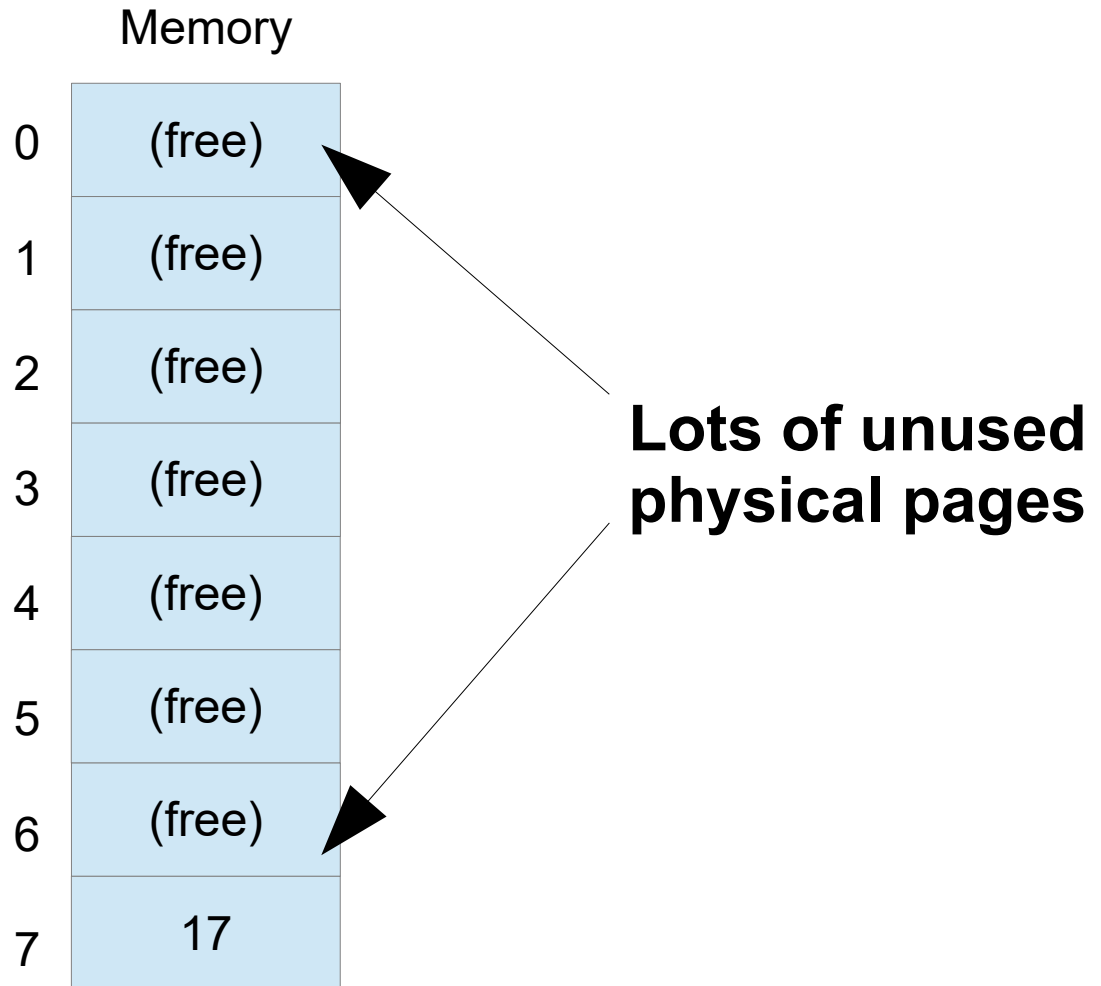 Memory
0 (free)
1 (free)
2 (free)
3 (free)
Lots of unused
physical pages
4 (free)
5 (free)
6 (free)
7 17